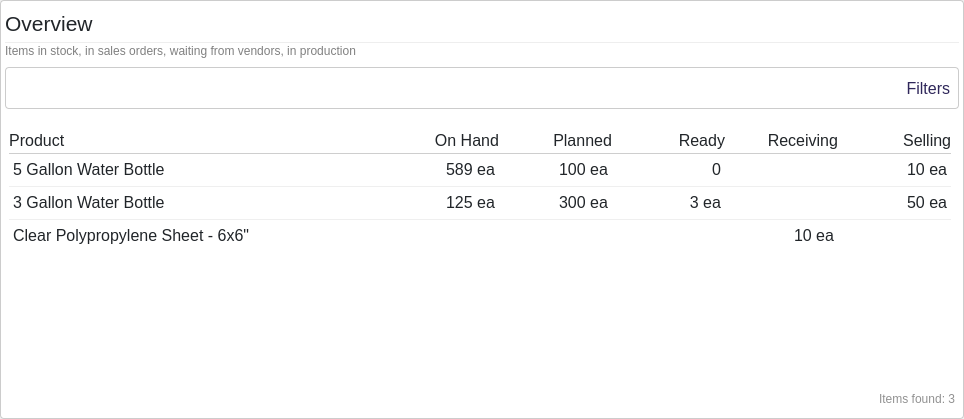 Overview
Items in stock, in sales orders, waiting from vendors, in production
Filters
Product On Hand Planned Ready Receiving Selling
5 Gallon Water Bottle 589 ea 100 ea 0 10 ea
3 Gallon Water Bottle 125 ea 300 ea 3 ea 50 ea
Clear Polypropylene Sheet - 6x6" 10 ea
Items found: 3